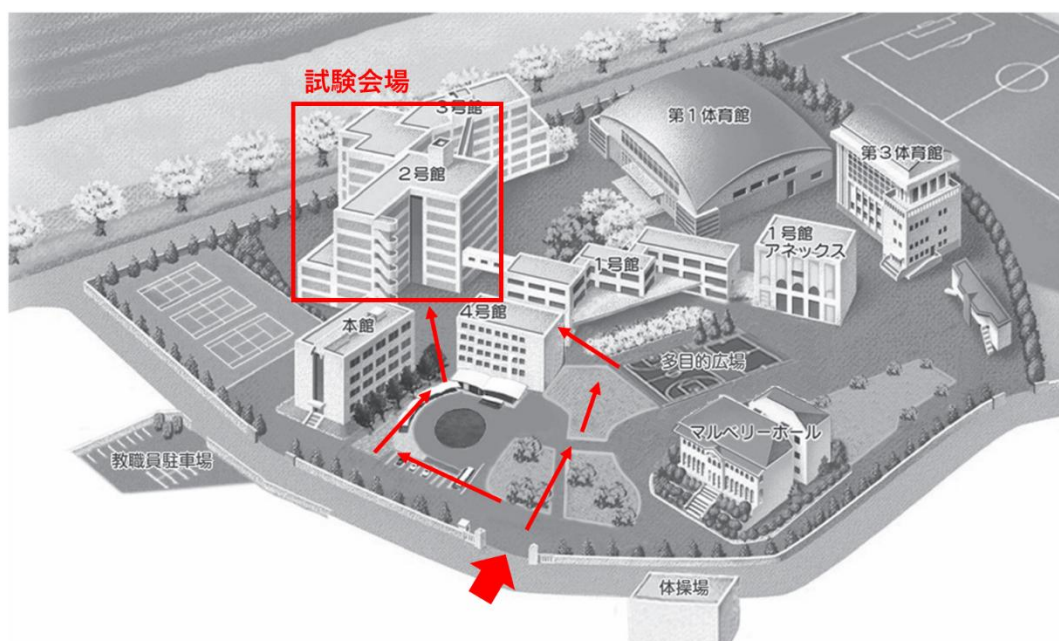 試験会場
3号館
2号館
第1体育館
第3体育館
1号館
アネックス
1号館
4号館
本館
多目的広場
マルベリーホール
教職員駐車場
体操場